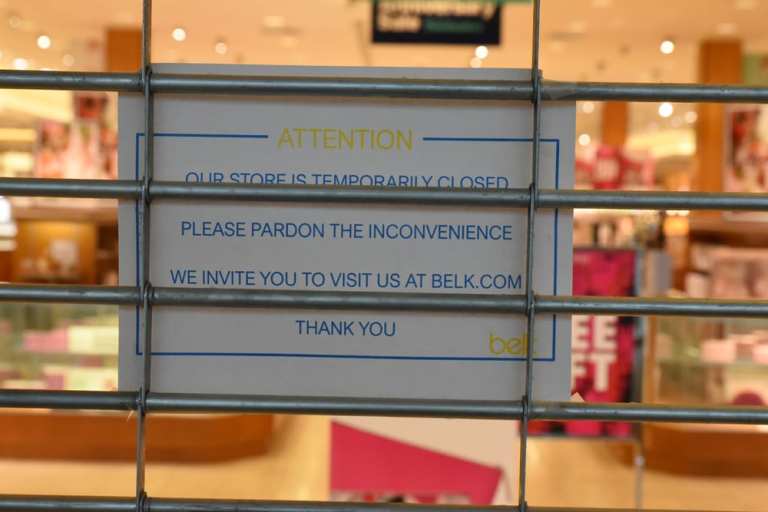 Sale
ATTENTION
OUR STORE IS TEMPORARILY CLOSED
PLEASE PARDON THE INCONVENIENCE
WE INVITE YOU TO VISIT US AT BELK.COM
THANK YOU
belk